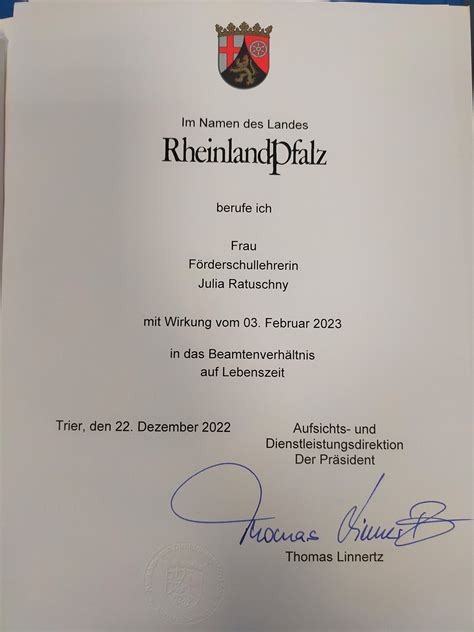 Im Namen des Landes
RheinlandPfalz
berufe ich
Frau
Förderschullehrerin
Julia Ratuschny
mit Wirkung vom 03. Februar 2023
in das Beamtenverhältnis
auf Lebenszeit
Trier, den 22. Dezember 2022
Aufsichts- und
Dienstleistungsdirektion
Der Präsident
Thomas Linnertz
Thomas Linnertz